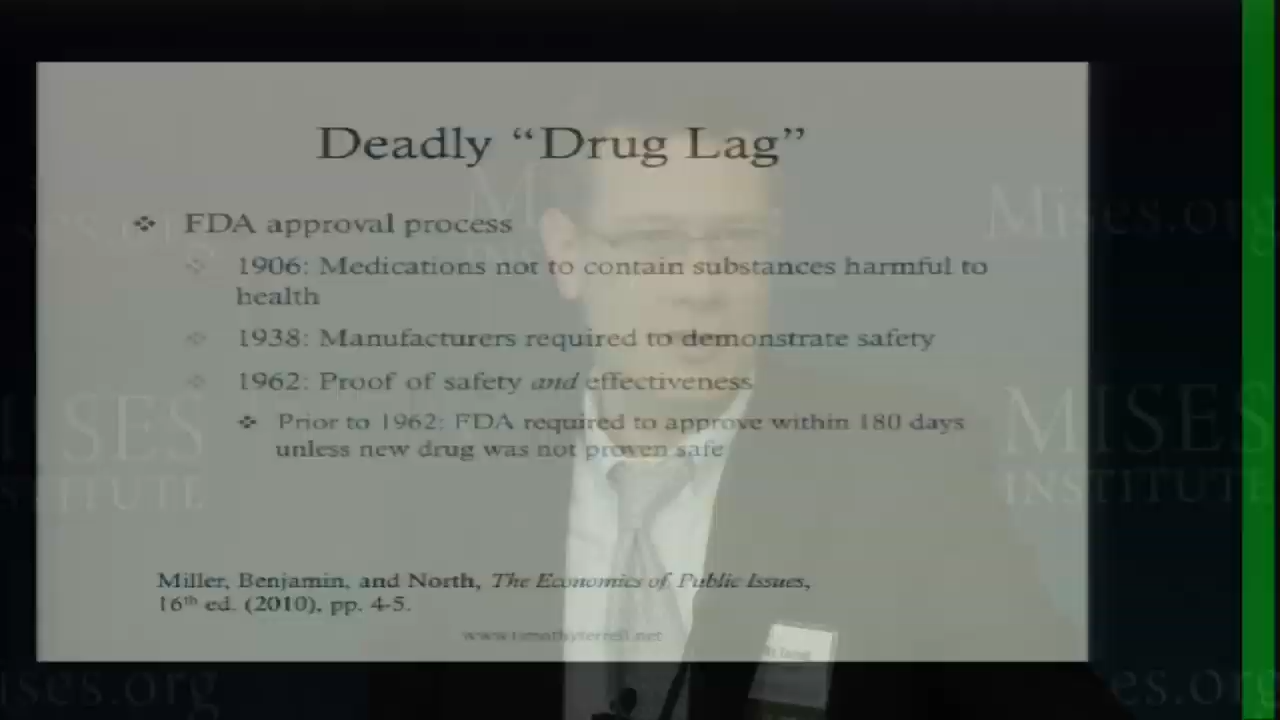 Deadly “Drug Lag”
FDA approval process
1906: Medications not to contain substances harmful to
health
1938: Manufacturers required to demonstrate safety
1962: Proof of safety and effectiveness
Prior to 1962: FDA required to approve within 180 days
unless new drug was not proven safe
Miller, Benjamin, and North, The Economics of Public Issues,
16th ed. (2010), pp. 4-5.
www.timothyterrell.net
Mises.org
MISES
INSTITUTE
MISES
INSTITUTE
ises.org
es.org